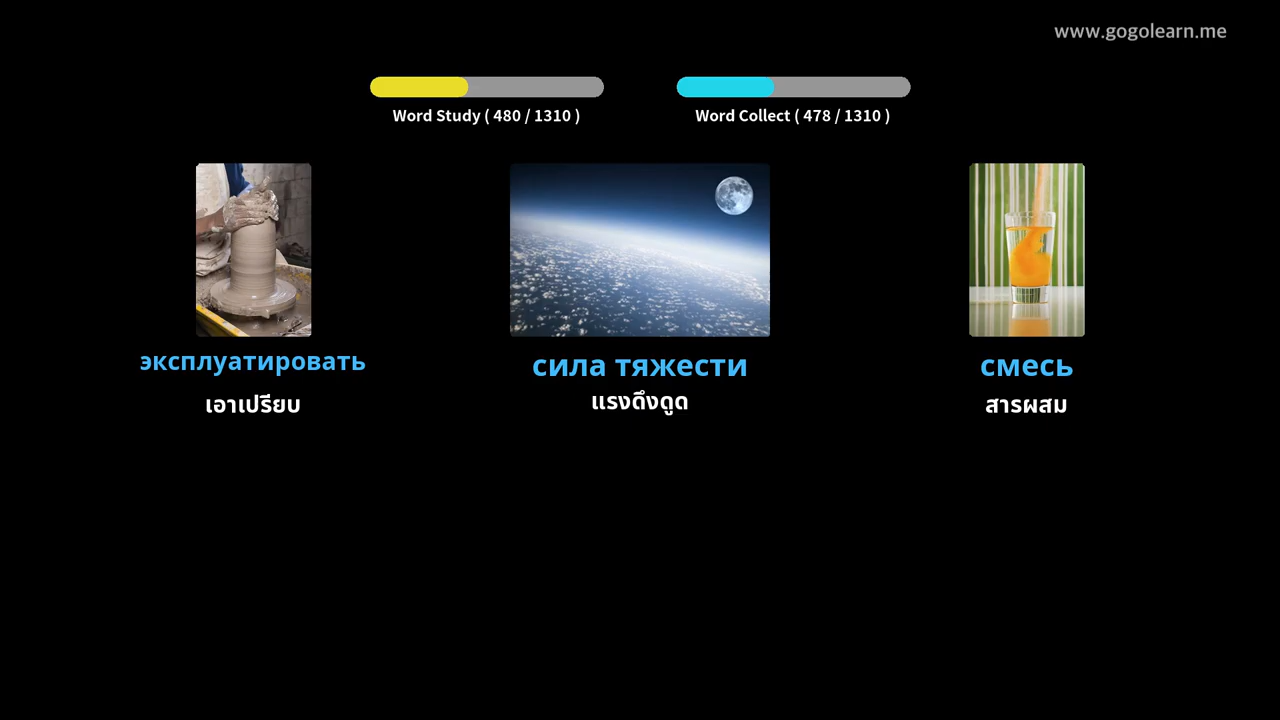 www.gogolearn.me
Word Study ( 480 / 1310 )
Word Collect ( 478 / 1310 )
эксплуатировать
เอาเปรียบ
сила тяжести
แรงดึงดูด
смесь
สารผสม